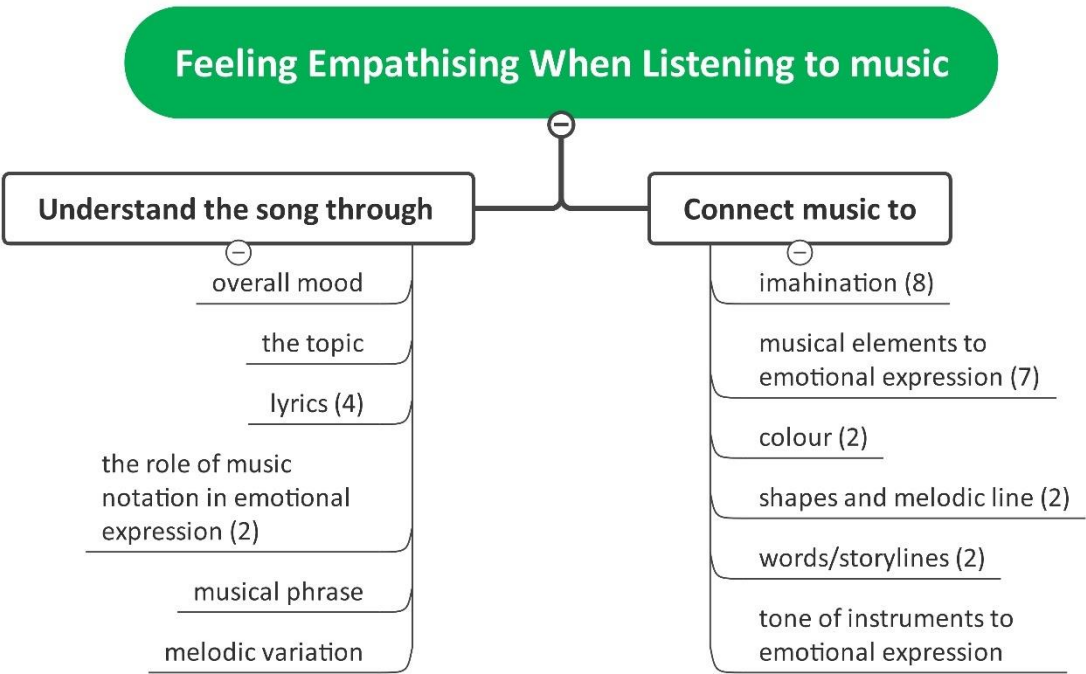 Feeling Empathising When Listening to music
Understand the song through
overall mood
the topic
lyrics (4)
the role of music
notation in emotional
expression (2)
musical phrase
melodic variation
Connect music to
imahination (8)
musical elements to
emotional expression (7)
colour (2)
shapes and melodic line (2)
words/storylines (2)
tone of instruments to
emotional expression